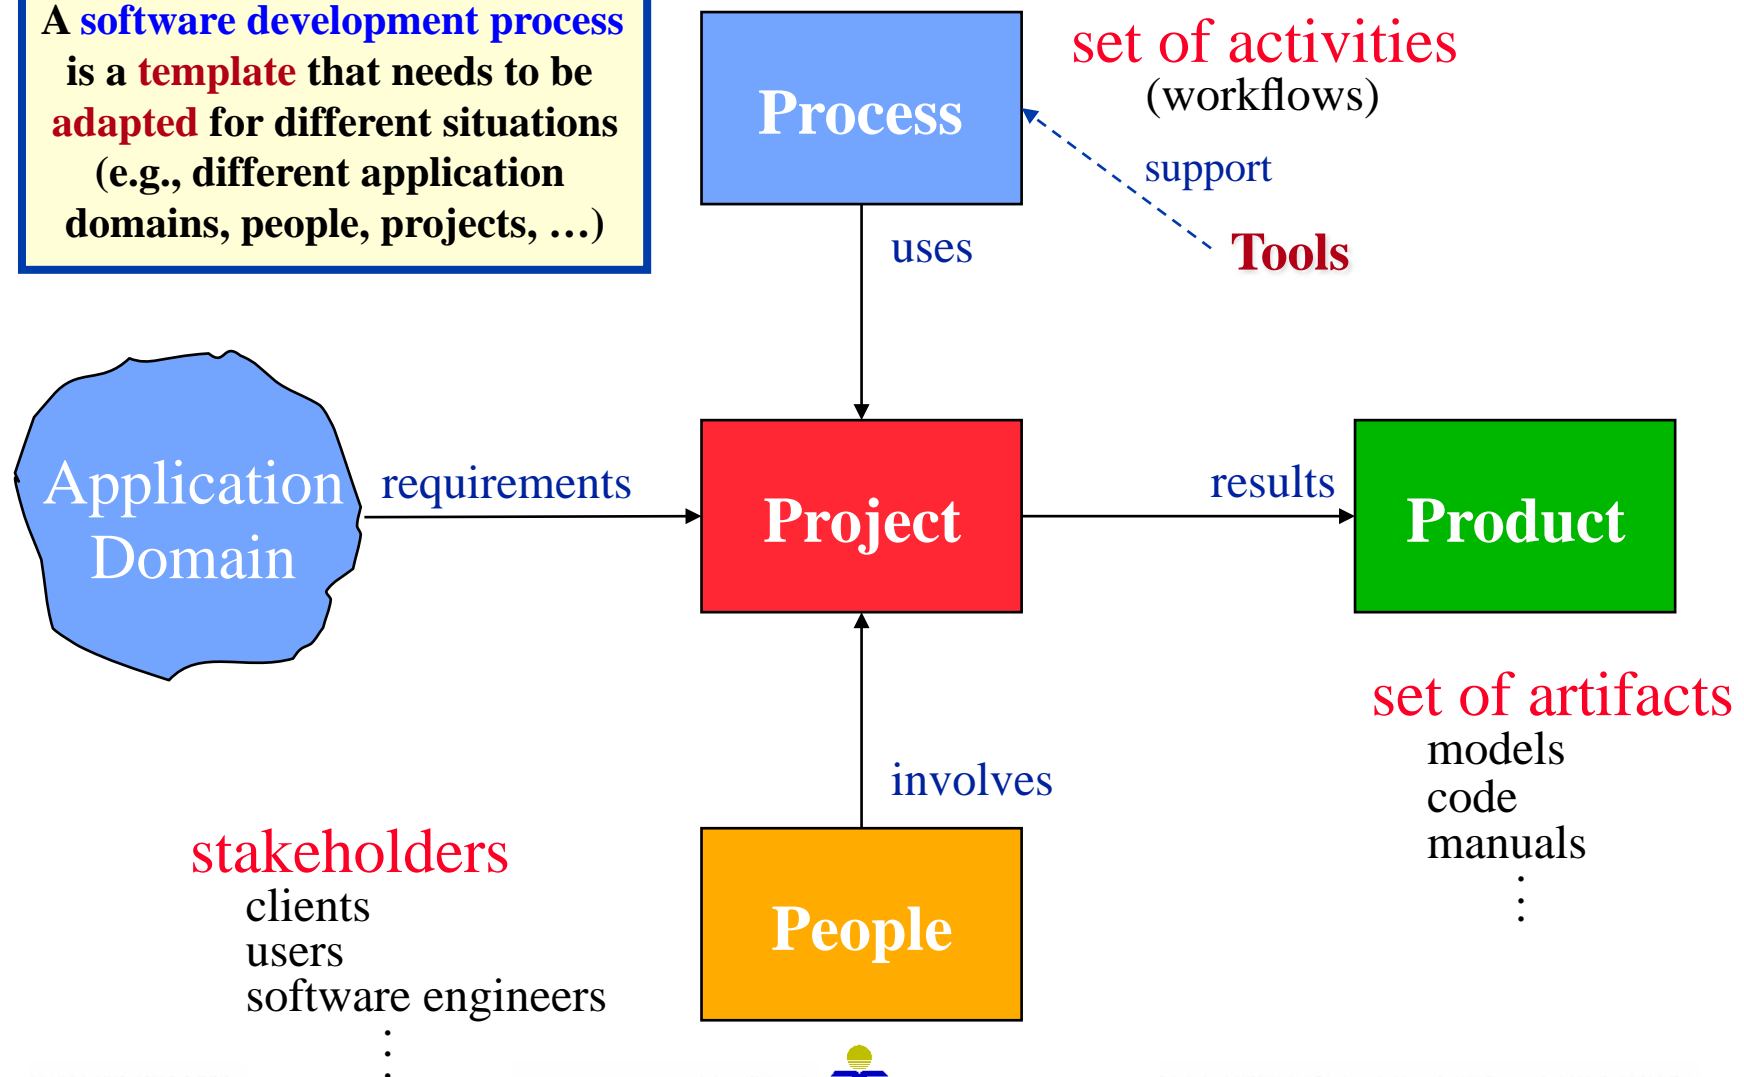 A software development process
is a template that needs to be
adapted for different situations
(e.g., different application
domains, people, projects, …)
Process
set of activities
(workflows)
support
Tools
uses
Application
Domain
requirements
Project
results
Product
set of artifacts
models
code
manuals
⋮
involves
People
stakeholders
clients
users
software engineers
⋮